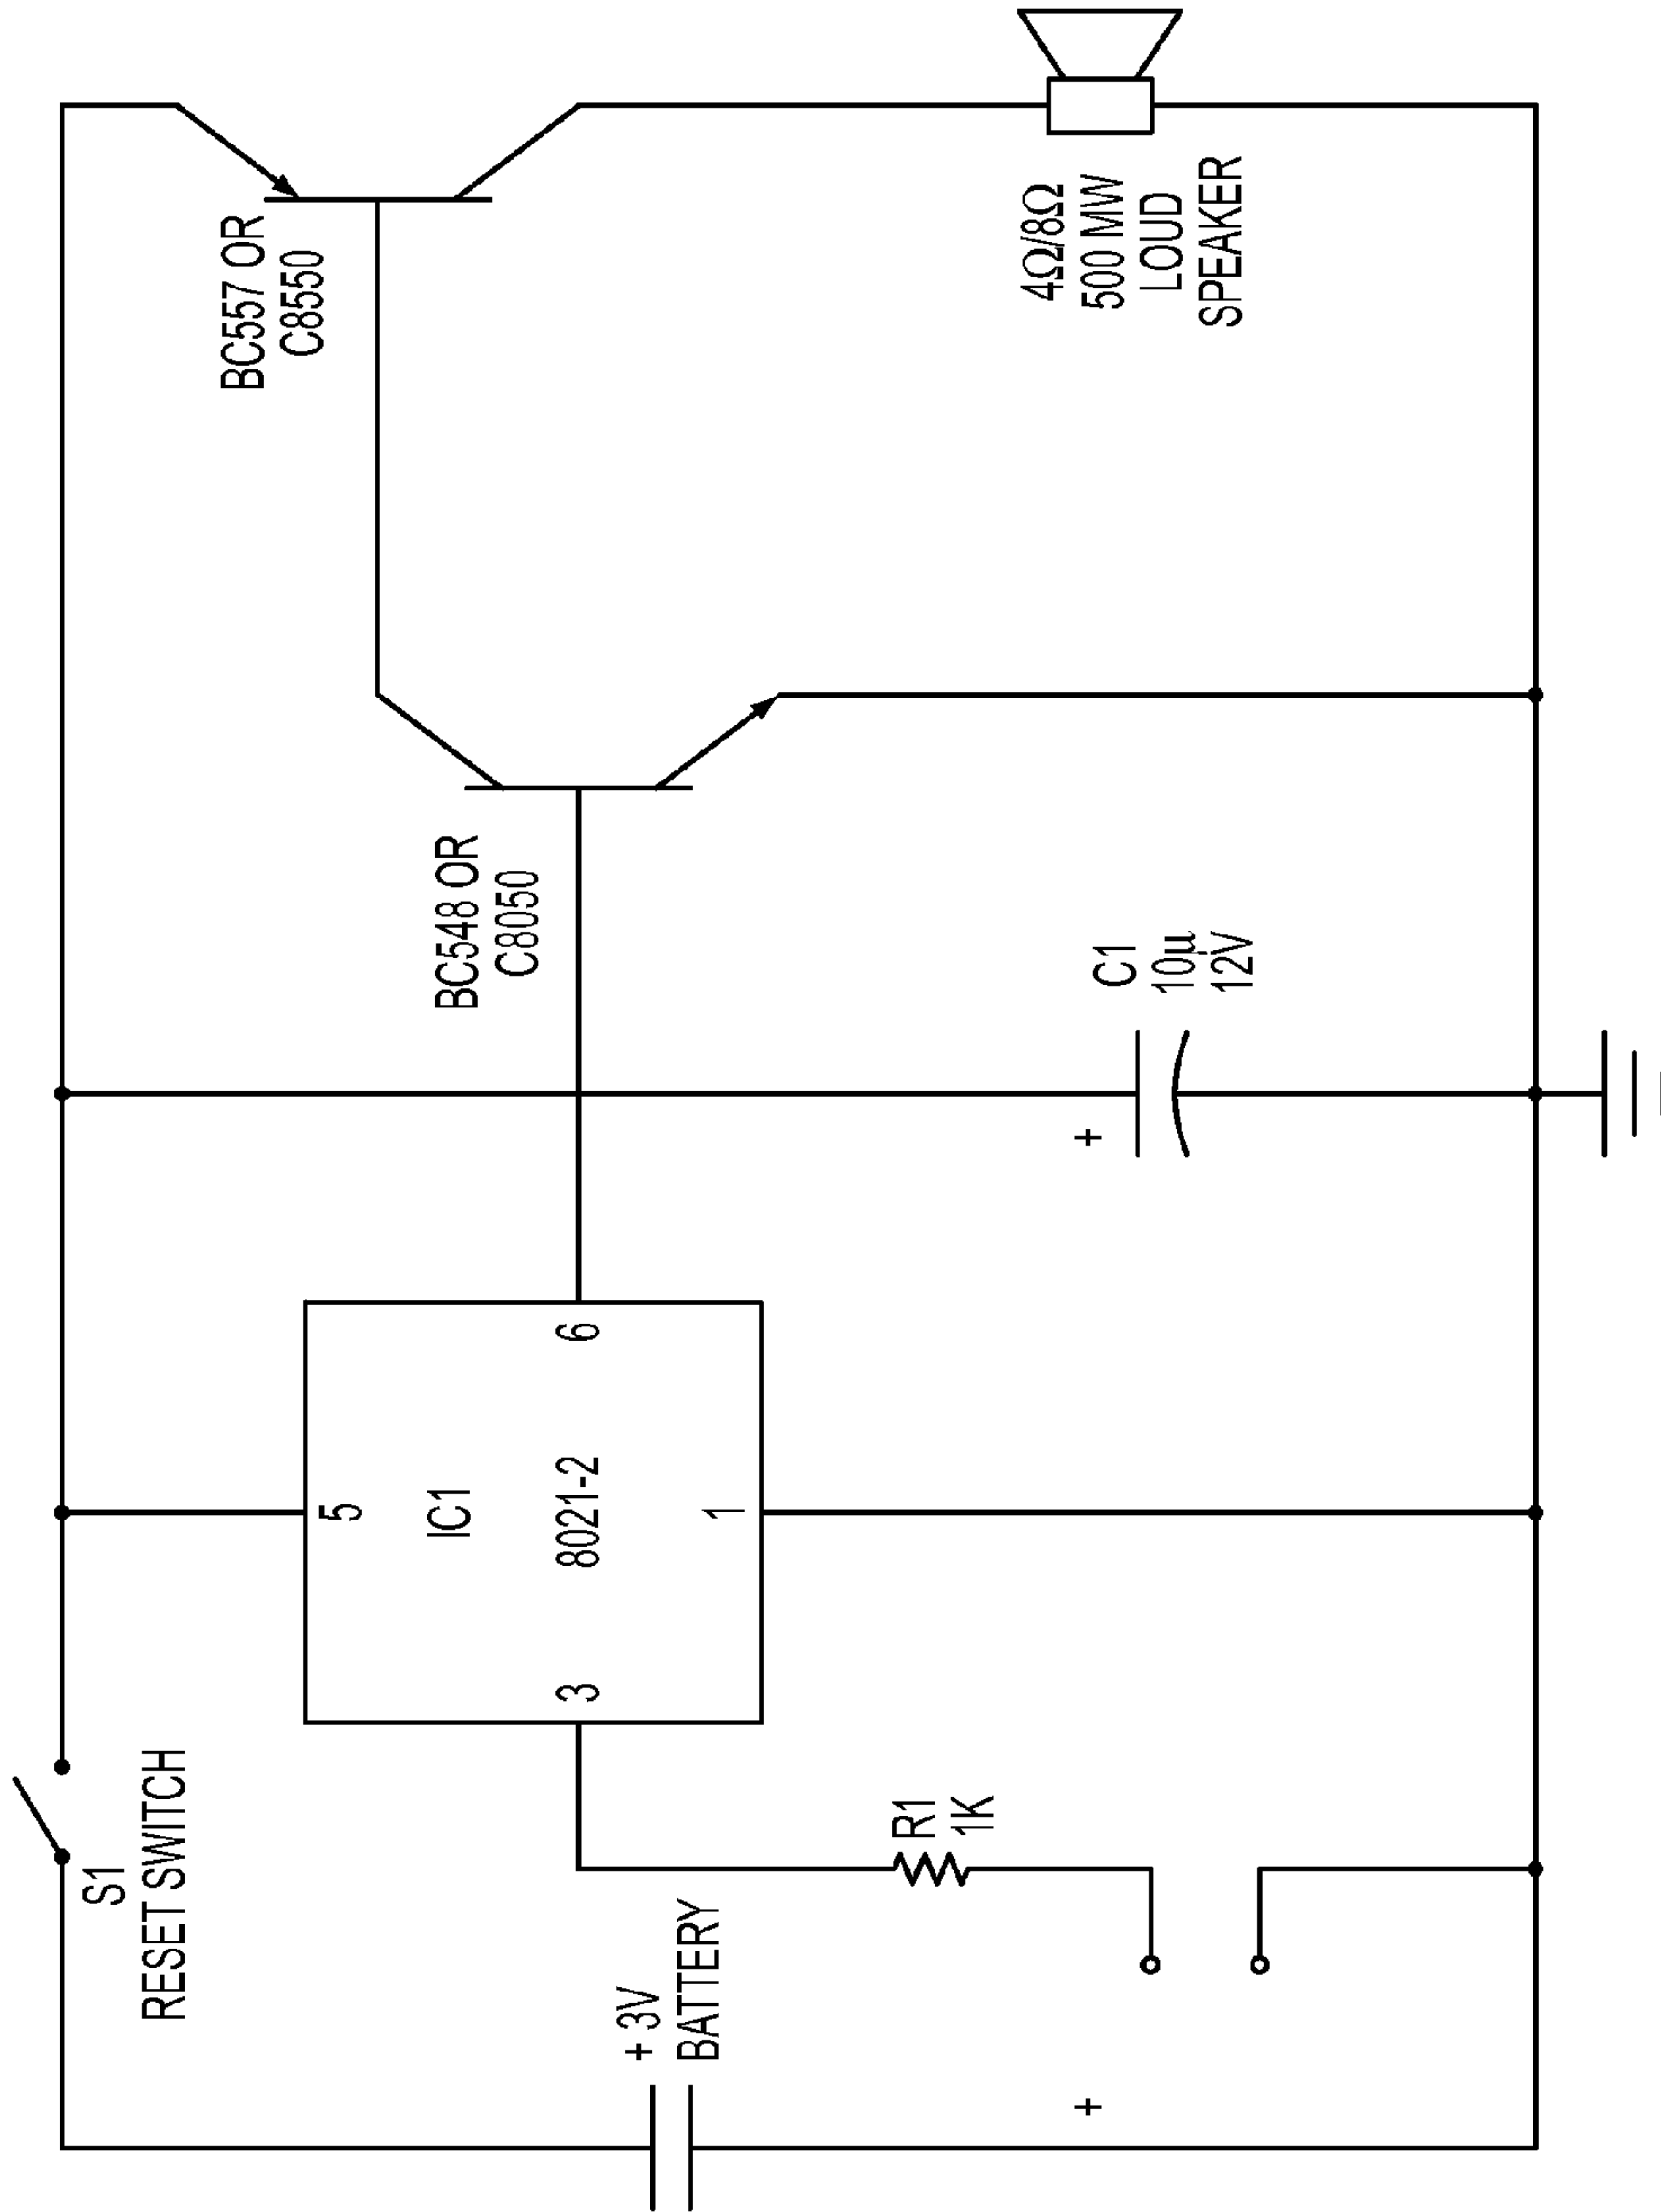 S1
RESET SWITCH
+ 3V
BATTERY
+
R1
1K
5
IC1
8021-2
3
6
1
+
C1
10µ
12V
BC548 OR
C8050
BC557 OR
C8550
4Ω/8Ω
500 MW
LOUD
SPEAKER